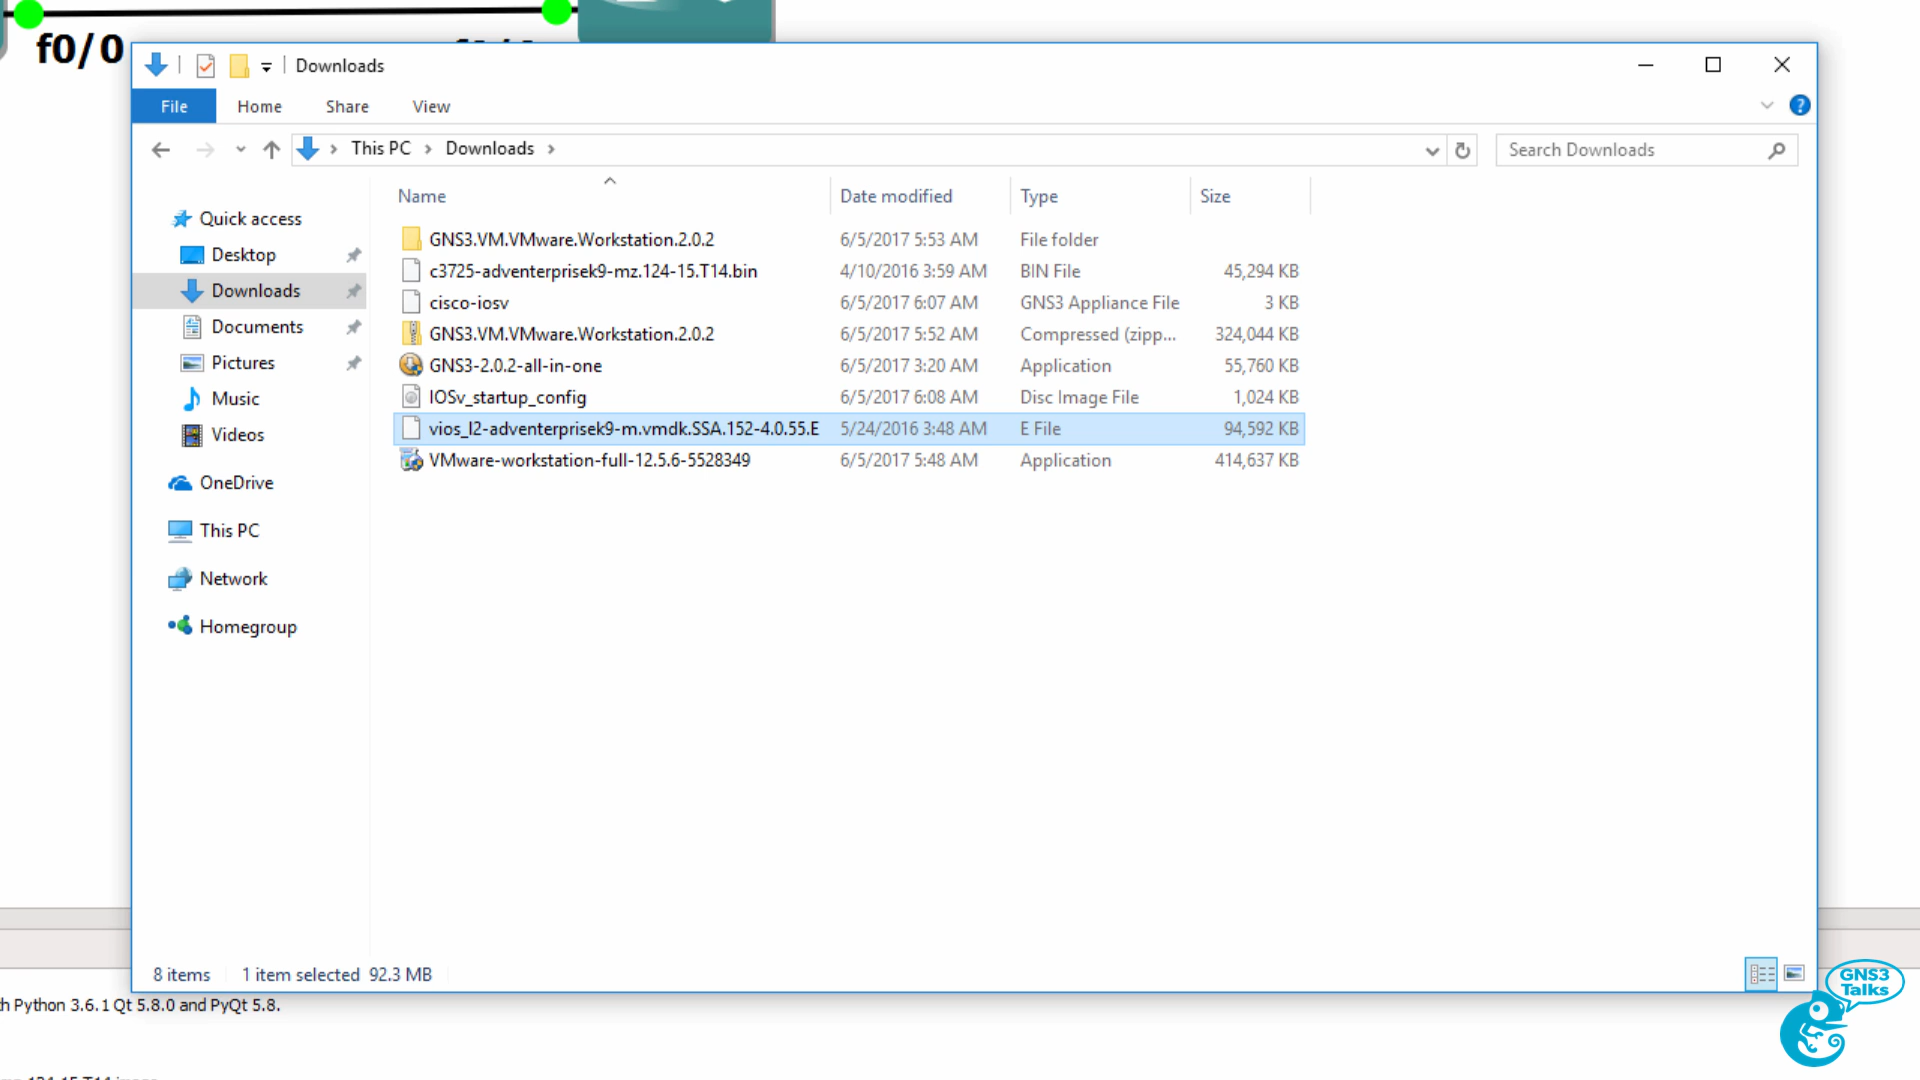 f0/0
Downloads
File Home Share View
This PC Downloads
Search Downloads
Name Date modified Type Size
Quick access
Desktop
Downloads
Documents
Pictures
Music
Videos
OneDrive
This PC
Network
Homegroup
GNS3.VM.VMware.Workstation.2.0.2 6/5/2017 5:53 AM File folder
c3725-adventerprisek9-mz.124-15.T14.bin 4/10/2016 3:59 AM BIN File 45,294 KB
cisco-iosv 6/5/2017 6:07 AM GNS3 Appliance File 3 KB
GNS3.VM.VMware.Workstation.2.0.2 6/5/2017 5:52 AM Compressed (zipp... 324,044 KB
GNS3-2.0.2-all-in-one 6/5/2017 3:20 AM Application 55,760 KB
IOSv_startup_config 6/5/2017 6:08 AM Disc Image File 1,024 KB
vios_l2-adventerprisek9-m.vmdk.SSA.152-4.0.55.E 5/24/2016 3:48 AM E File 94,592 KB
VMware-workstation-full-12.5.6-5528349 6/5/2017 5:48 AM Application 414,637 KB
8 items 1 item selected 92.3 MB
GNS3
Talks
Python 3.6.1 Qt 5.8.0 and PyQt 5.8.